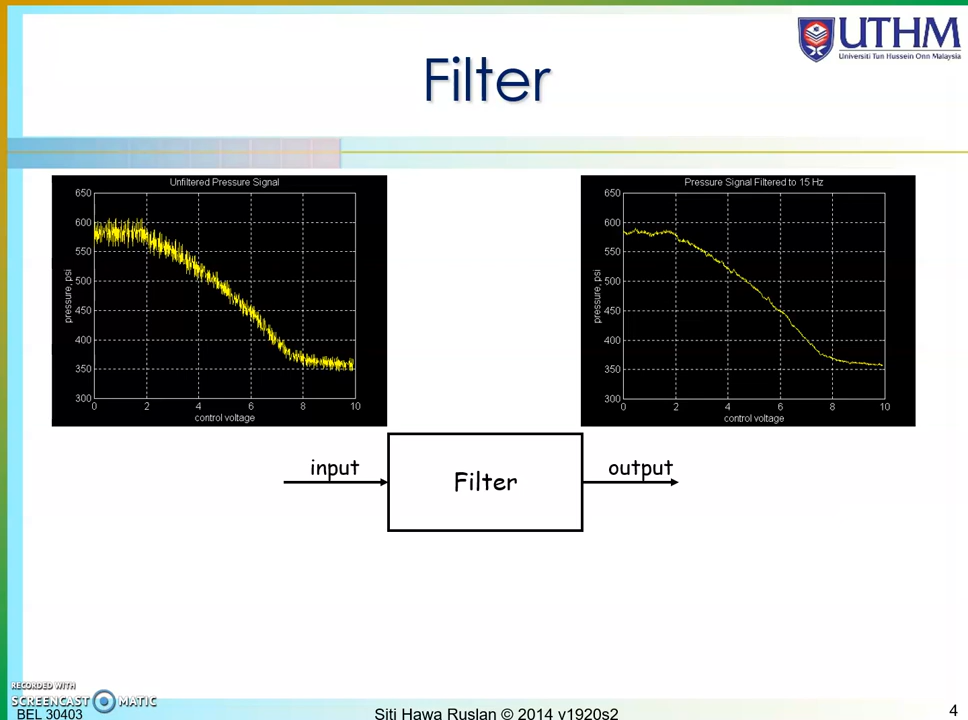 UTHM
Universiti Tun Hussein Onn Malaysia
Filter
Unfiltered Pressure Signal
650
600
550
500
450
400
350
300
pressure, psi
0 2 4 6 8 10
control voltage
Pressure Signal Filtered to 15 Hz
650
600
550
500
450
400
350
300
pressure, psi
0 2 4 6 8 10
control voltage
input
Filter
output
RECORDED WITH
SCREENCAST MATIC
BEL 30403
Siti Hawa Ruslan © 2014 v1920s2
4